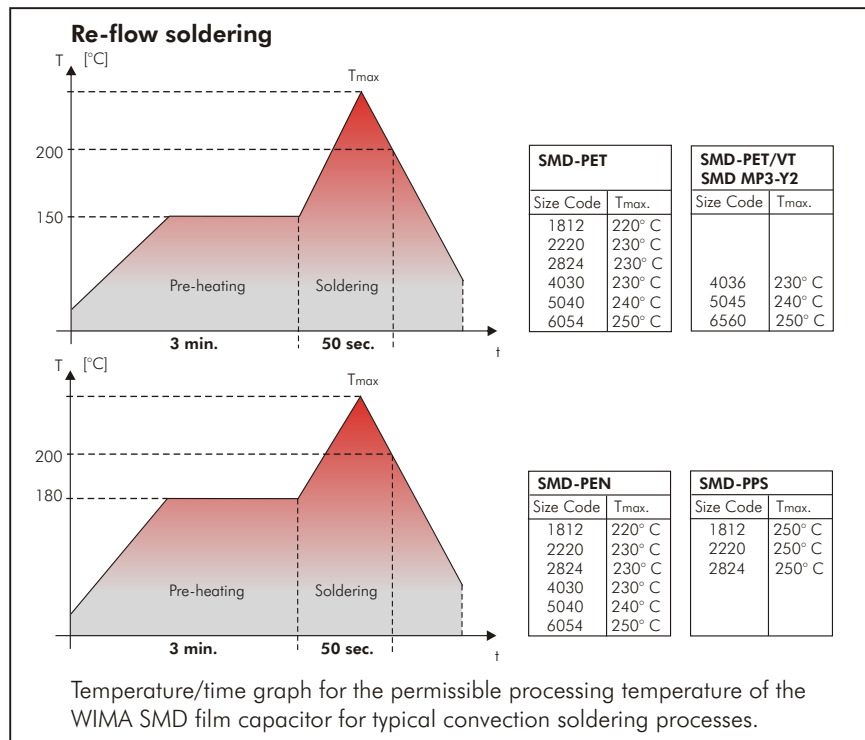 Re-flow soldering
T [°C]
Tmax
200
150
Pre-heating
Soldering
3 min.
50 sec.
t
SMD-PET
Size Code Tmax.
1812 220° C
2220 230° C
2824 230° C
4030 230° C
5040 240° C
6054 250° C
SMD-PET/VT
SMD MP3-Y2
Size Code Tmax.
4036 230° C
5045 240° C
6560 250° C
T [°C]
Tmax
200
180
Pre-heating
Soldering
3 min.
50 sec.
t
SMD-PEN
Size Code Tmax.
1812 220° C
2220 230° C
2824 230° C
4030 230° C
5040 240° C
6054 250° C
SMD-PPS
Size Code Tmax.
1812 250° C
2220 250° C
2824 250° C
Temperature/time graph for the permissible processing temperature of the
WIMA SMD film capacitor for typical convection soldering processes.